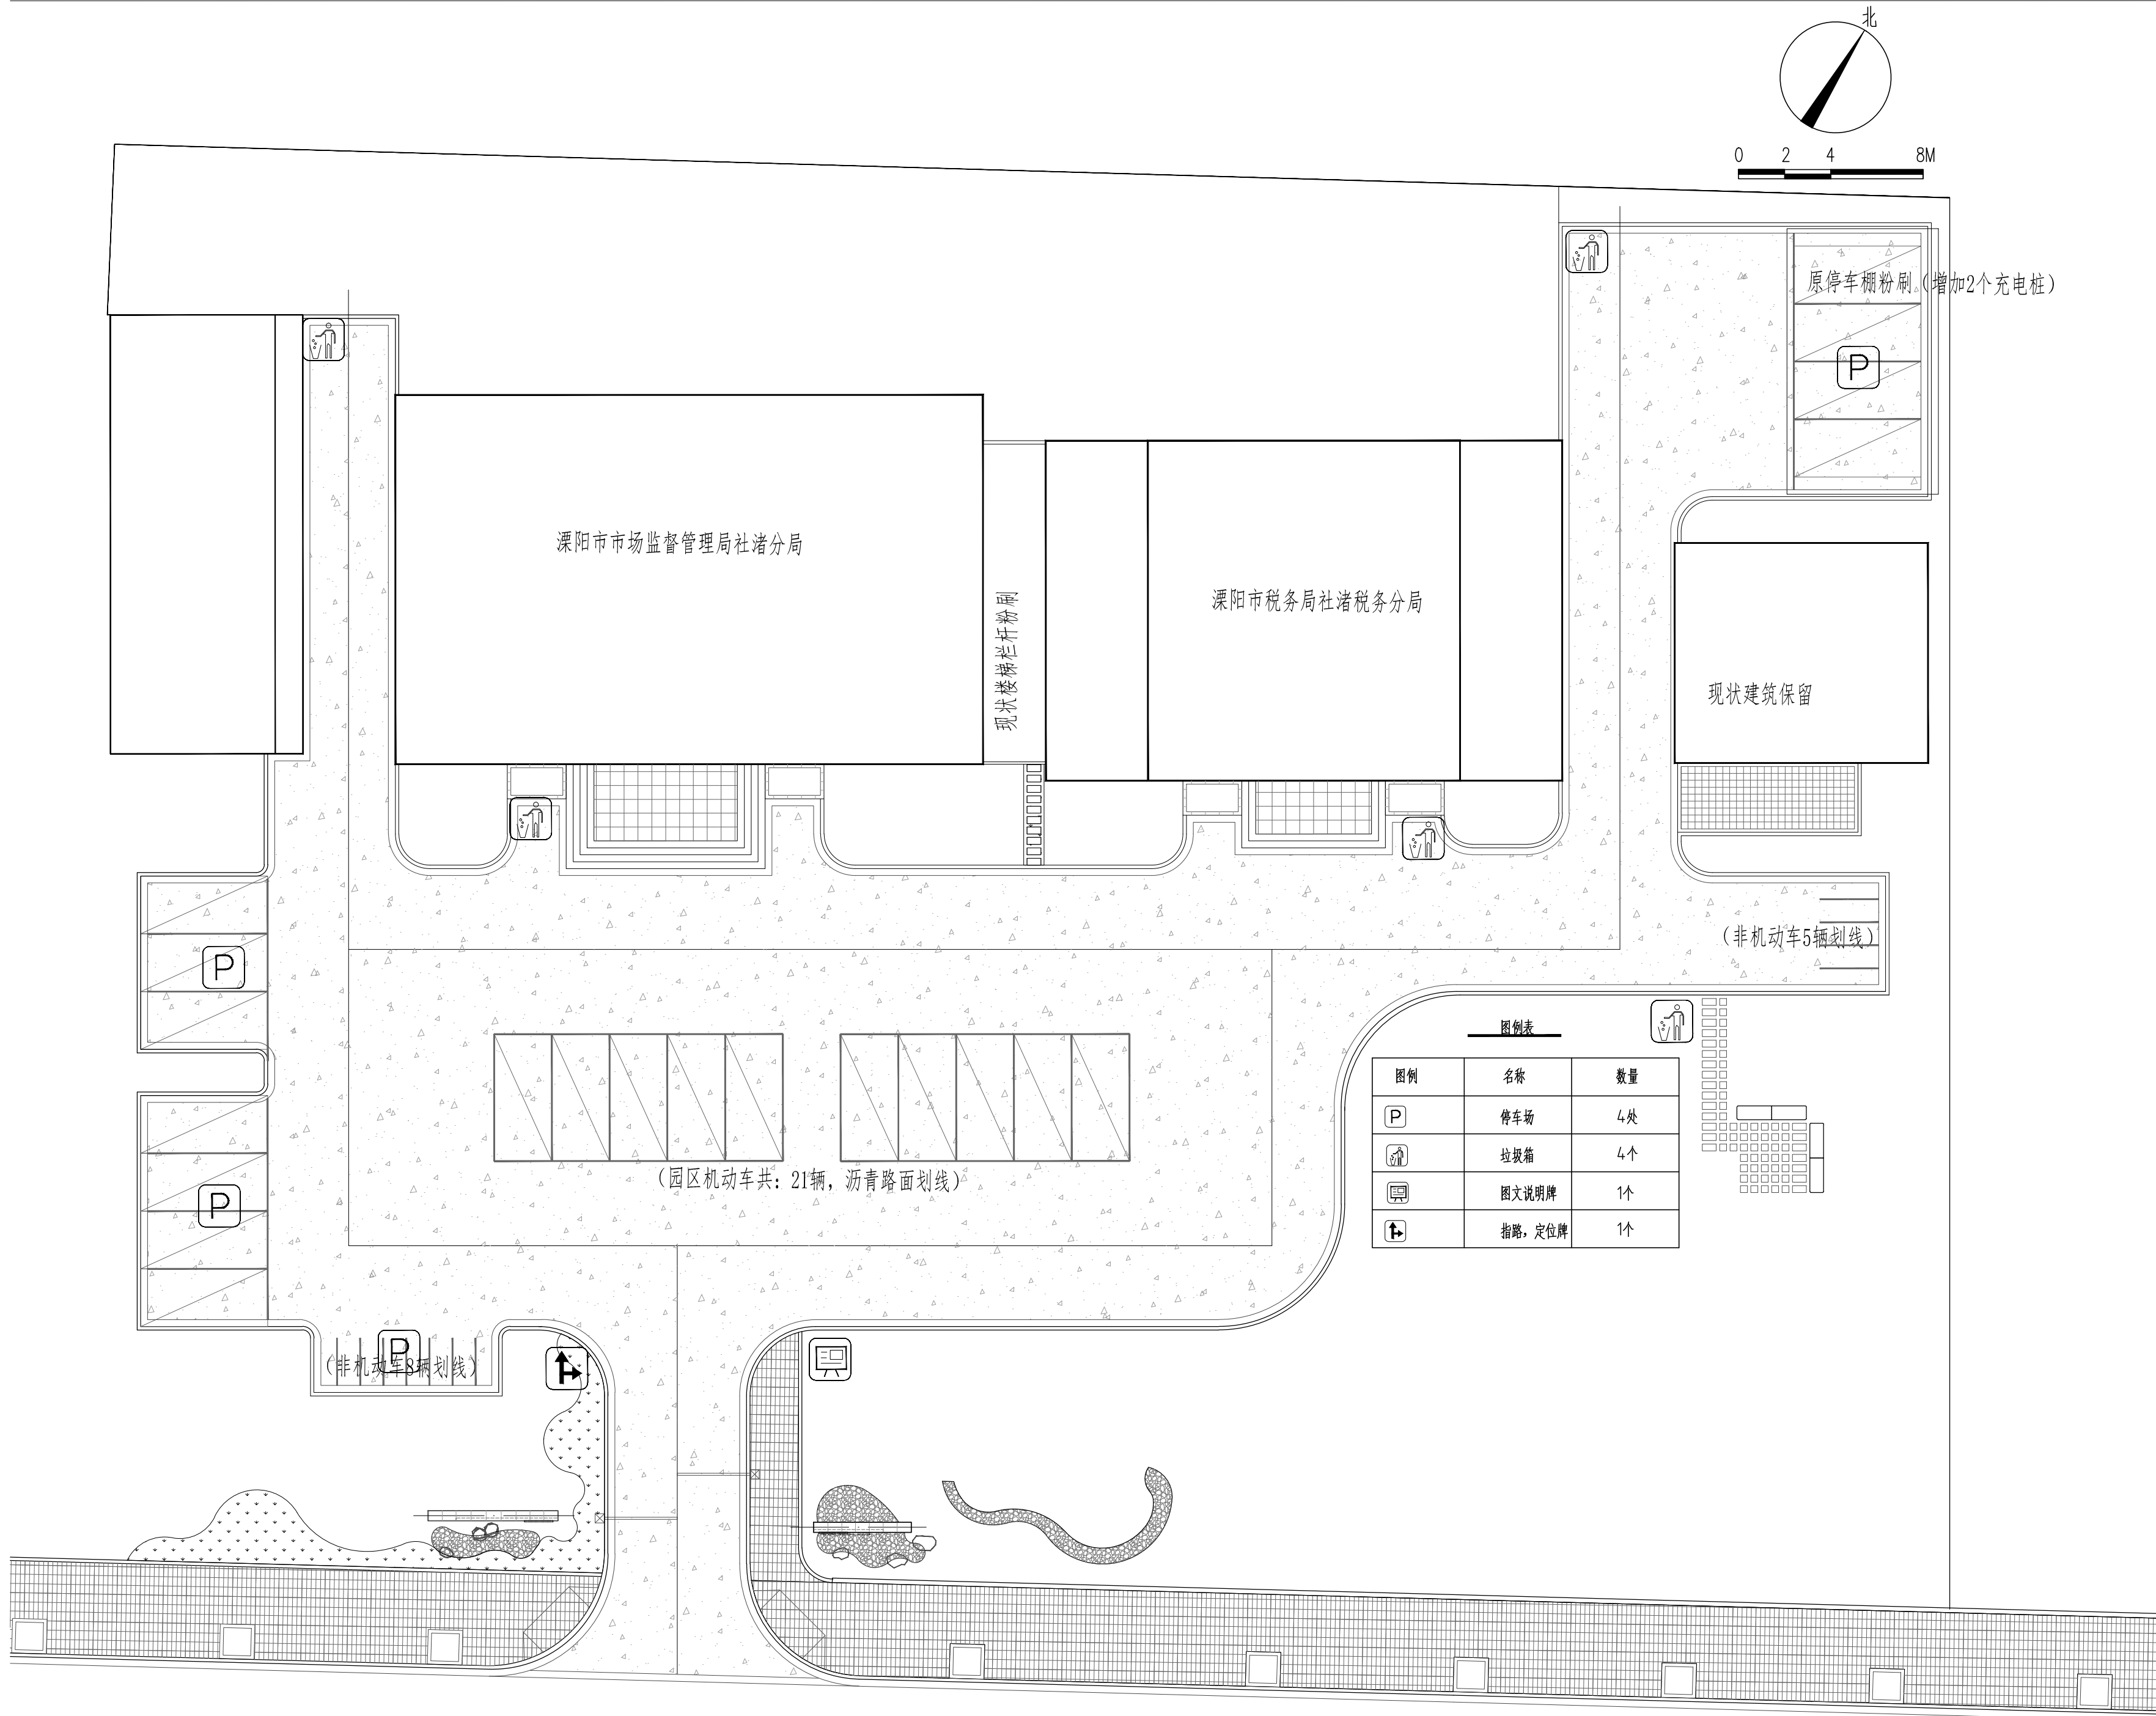 北
0 2 4 8M
原停车棚粉刷（增加2个充电桩）
P
溧阳市市场监督管理局社渚分局
现状楼梯栏杆粉刷
溧阳市税务局社渚税务分局
现状建筑保留
（非机动车5辆划线）
P
图例表
图例 名称 数量
P 停车场 4处
垃圾箱 4个
图文说明牌 1个
指路，定位牌 1个
（园区机动车共：21辆，沥青路面划线）
P
P
（非机动车8辆划线）